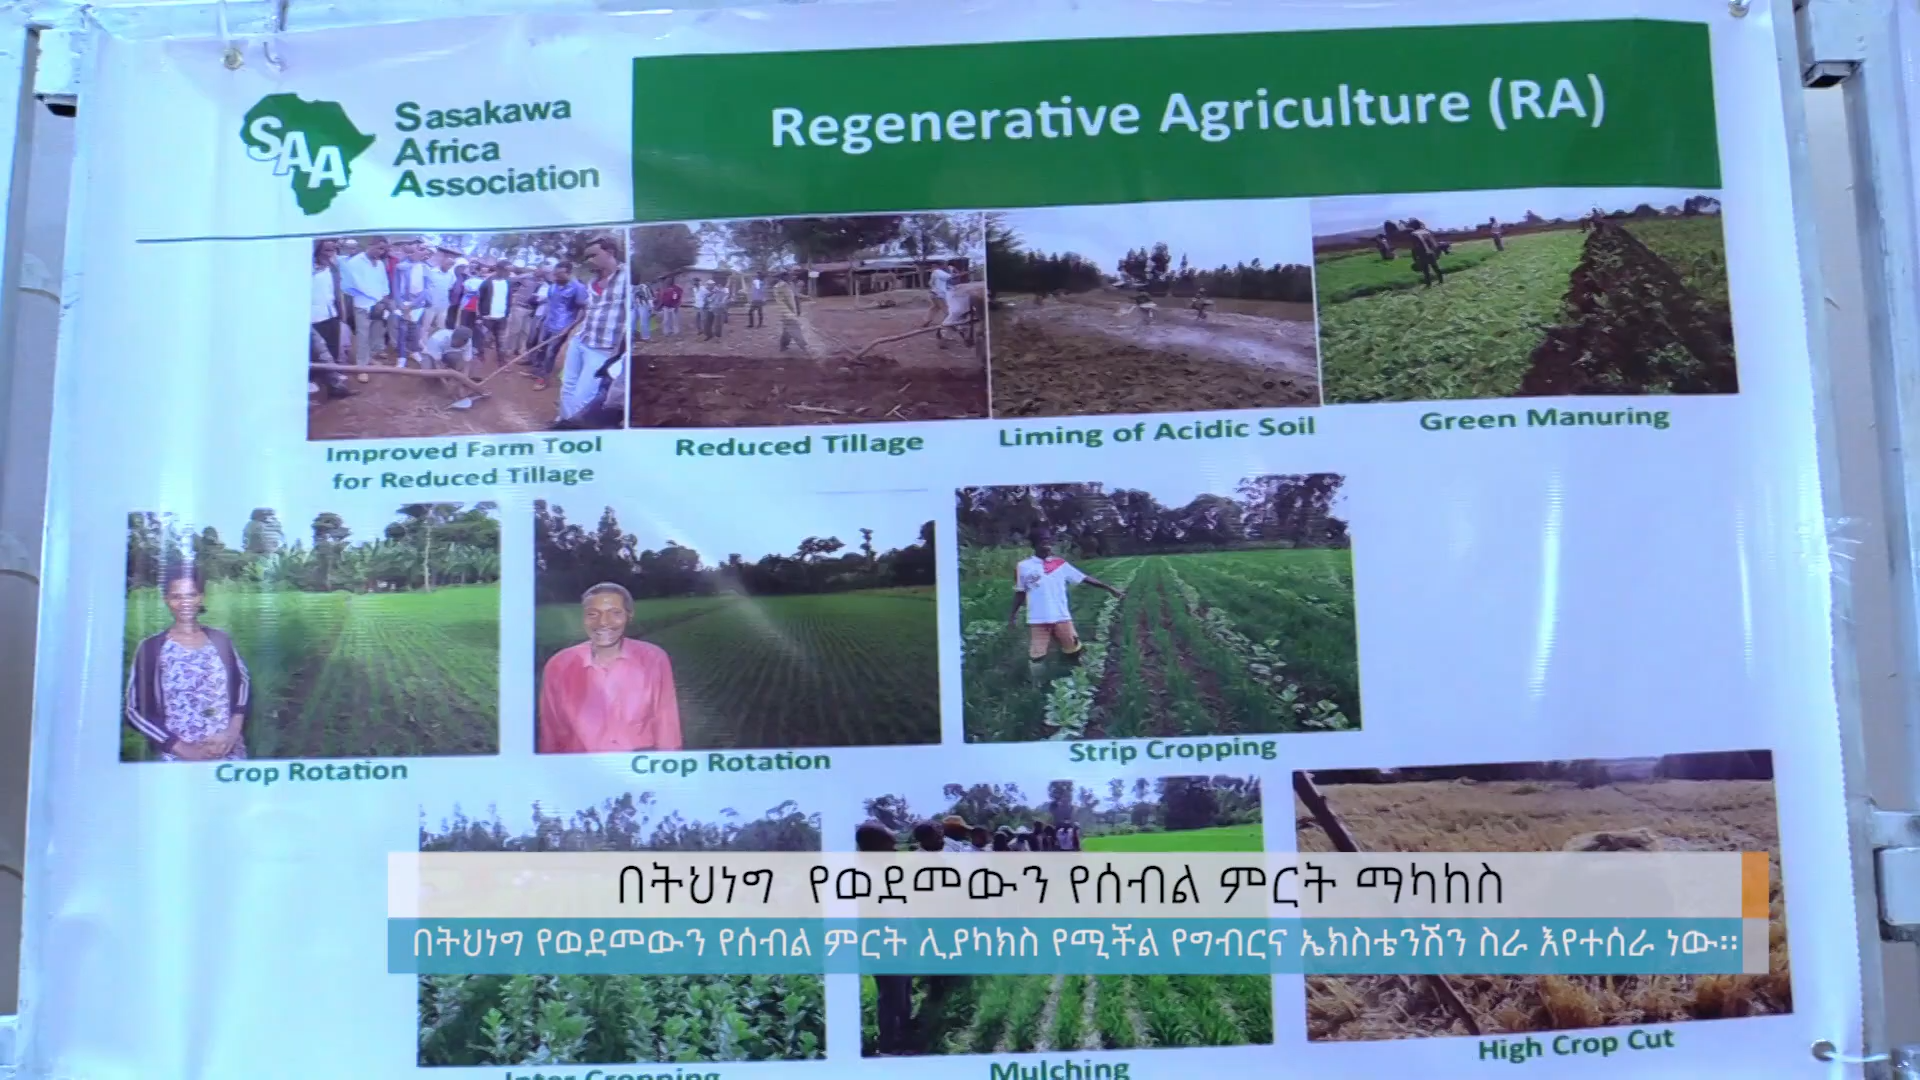 SAA
Sasakawa
Africa
Association
Regenerative Agriculture (RA)
Improved Farm Tool
for Reduced Tillage
Reduced Tillage
Liming of Acidic Soil
Green Manuring
Crop Rotation
Crop Rotation
Strip Cropping
በትህነግ የወደመውን የሰብል ምርት ማካከስ
በትህነግ የወደመውን የሰብል ምርት ሊያካክስ የሚችል የግብርና ኤክስቴንሽን ስራ እየተሰራ ነው።
Inter Cropping
Mulching
High Crop Cut